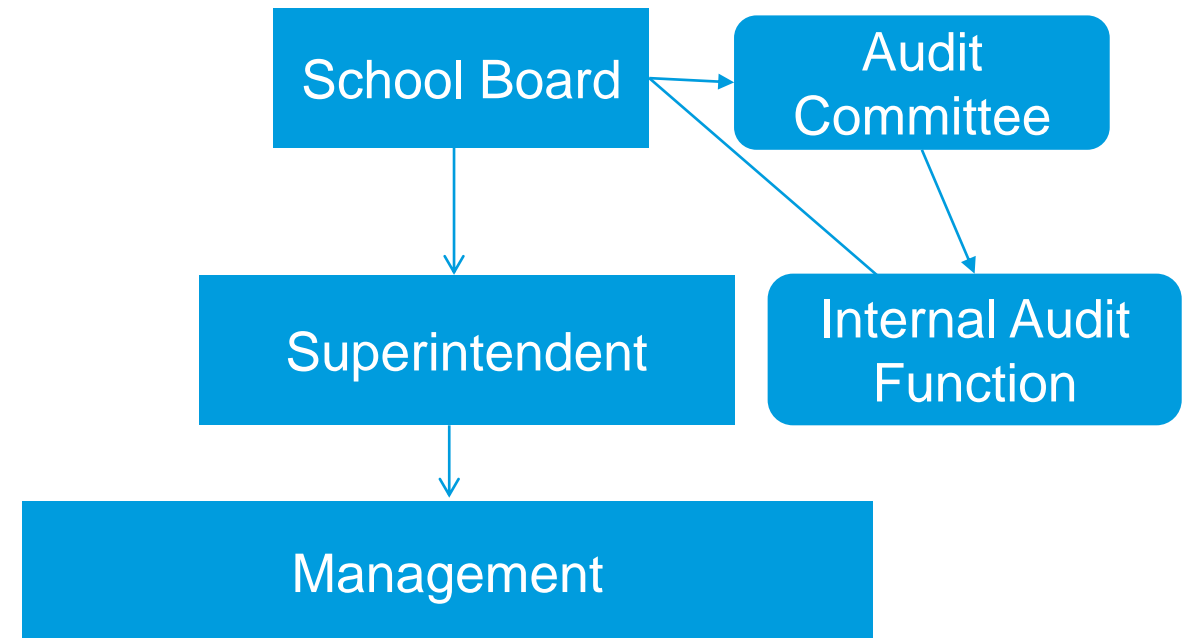 School Board
Audit
Committee
Internal Audit
Function
Superintendent
Management